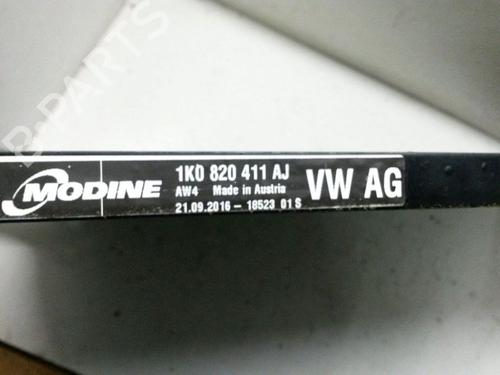 B-PARTS
MODINE
1K0 820 411 AJ
AW4 Made in Austria
21.09.2016 - 18523 01 S
VW AG